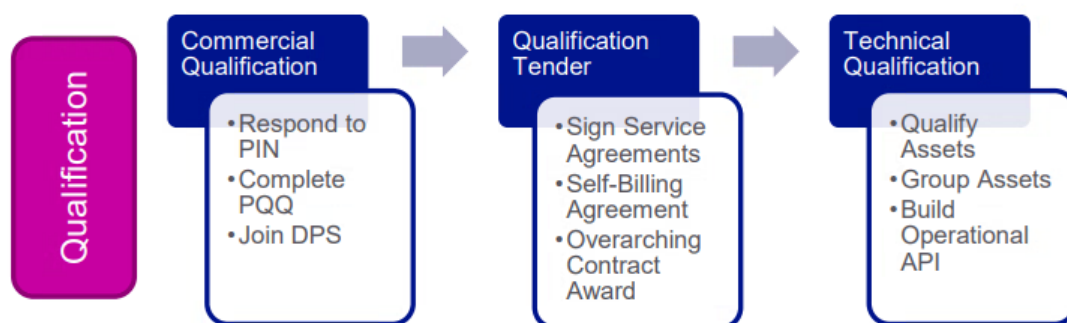 Qualification
Commercial
Qualification
•Respond to
PIN
•Complete
PQQ
•Join DPS
Qualification
Tender
•Sign Service
Agreements
•Self-Billing
Agreement
•Overarching
Contract
Award
Technical
Qualification
•Qualify
Assets
•Group Assets
•Build
Operational
API